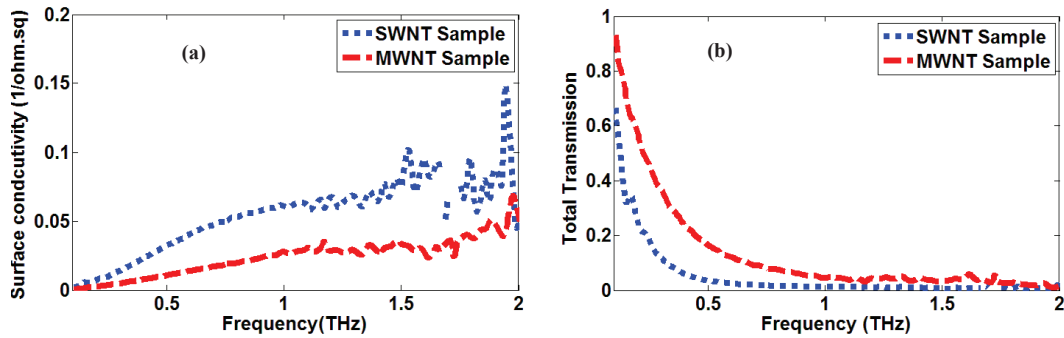 Surface condcutivity (1/ohm.sq)
0.2
0.15
0.1
0.05
0
(a)
SWNT Sample
MWNT Sample
0.5
1
1.5
2
Frequency(THz)
Total Transmission
1
0.8
0.6
0.4
0.2
0
(b)
SWNT Sample
MWNT Sample
0.5
1
1.5
2
Frequency (THz)